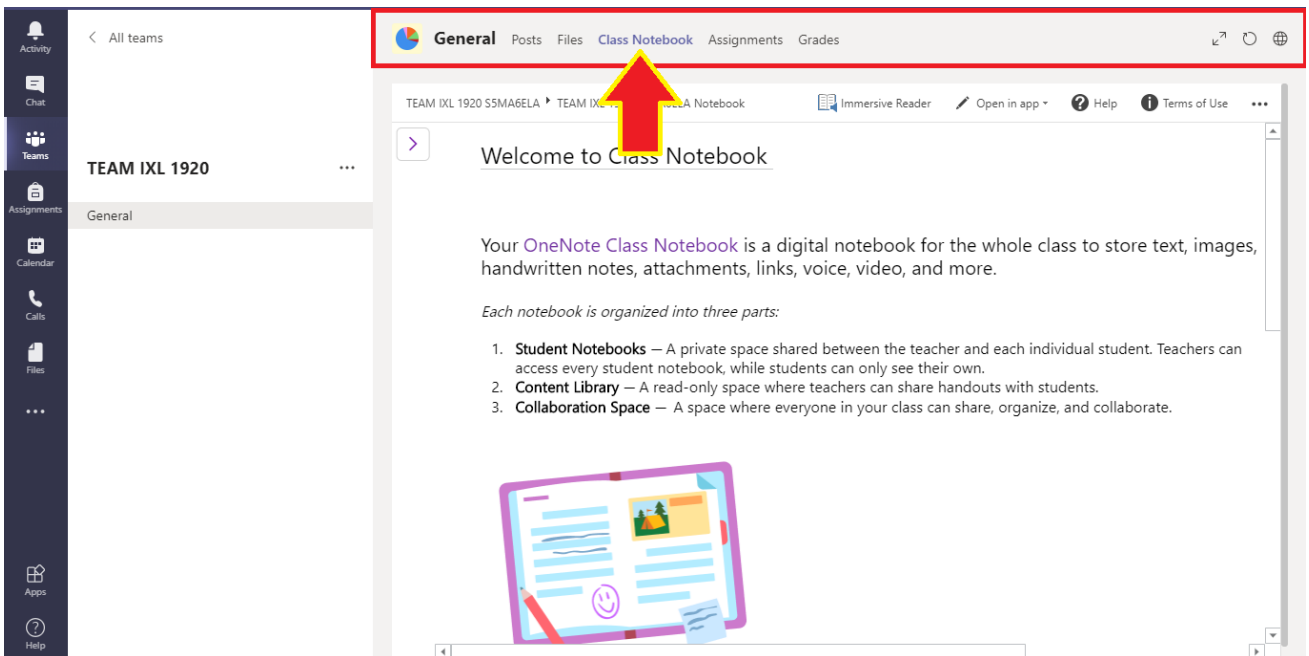 Activity
Chat
Teams
Assignments
Calendar
Calls
Files
Apps
Help
All teams
TEAM IXL 1920
General
General Posts Files Class Notebook Assignments Grades
TEAM IXL 1920 S5MA6ELA TEAM IXL Notebook Immersive Reader Open in app Help Terms of Use
Welcome to Class Notebook
Your OneNote Class Notebook is a digital notebook for the whole class to store text, images,
handwritten notes, attachments, links, voice, video, and more.
Each notebook is organized into three parts:
1. Student Notebooks — A private space shared between the teacher and each individual student. Teachers can
access every student notebook, while students can only see their own.
2. Content Library — A read-only space where teachers can share handouts with students.
3. Collaboration Space — A space where everyone in your class can share, organize, and collaborate.